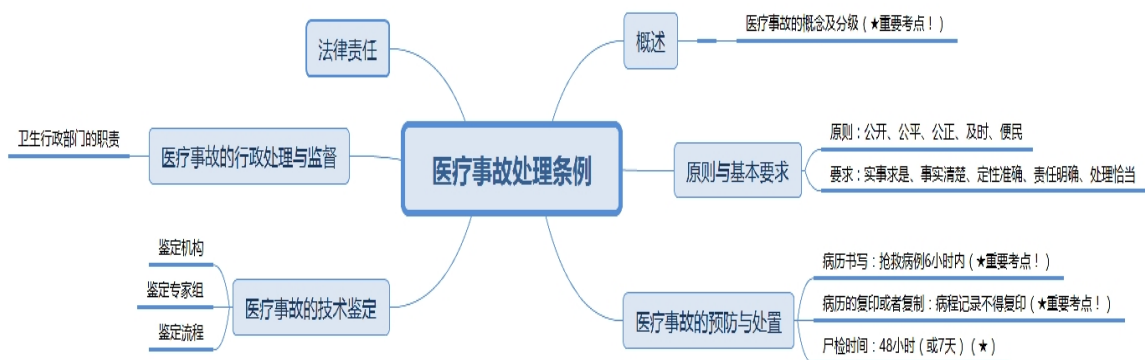 医疗事故处理条例
概述
医疗事故的概念及分级（★重要考点！）
原则与基本要求
原则：公开、公平、公正、及时、便民
要求：实事求是、事实清楚、定性准确、责任明确、处理恰当
医疗事故的预防与处置
病历书写：抢救病例6小时内（★重要考点！）
病历的复印或者复制：病程记录不得复印（★重要考点！）
尸检时间：48小时（或7天）（★）
医疗事故的技术鉴定
鉴定机构
鉴定专家组
鉴定流程
医疗事故的行政处理与监督
卫生行政部门的职责
法律责任